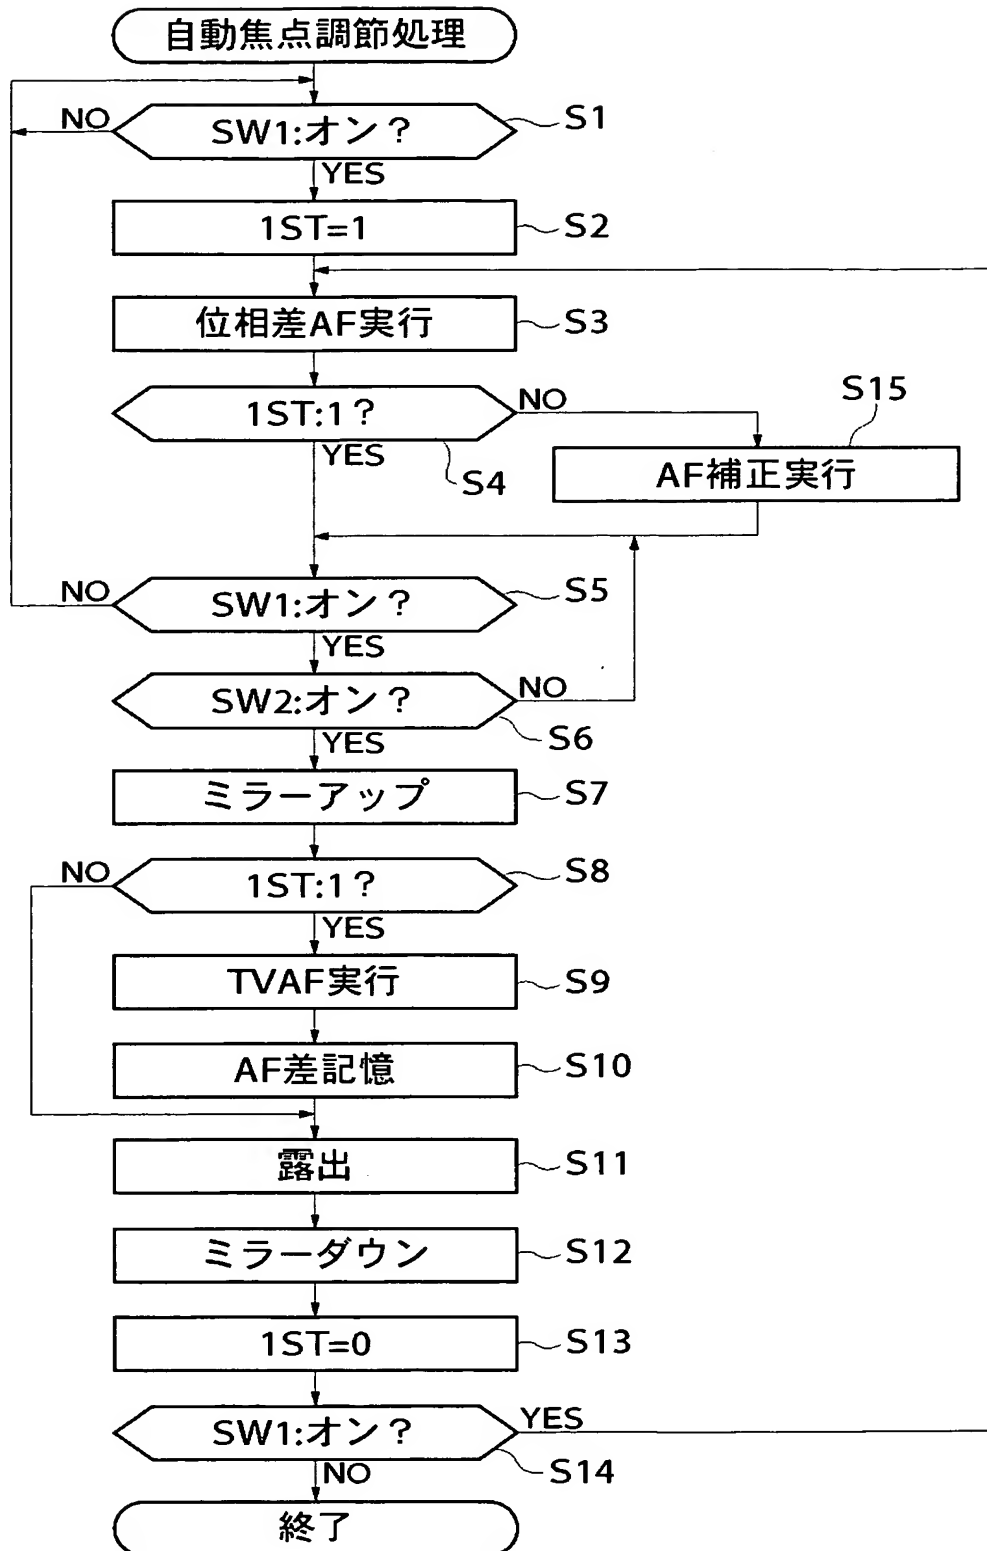 自動焦点調節処理
NO
SW1:オン?
S1
YES
1ST=1
S2
位相差AF実行
S3
1ST:1?
NO
S15
YES
S4
AF補正実行
NO
SW1:オン?
S5
YES
SW2:オン?
NO
S6
YES
ミラーアップ
S7
NO
1ST:1?
S8
YES
TVAF実行
S9
AF差記憶
S10
露出
S11
ミラーダウン
S12
1ST=0
S13
SW1:オン?
YES
S14
NO
終了